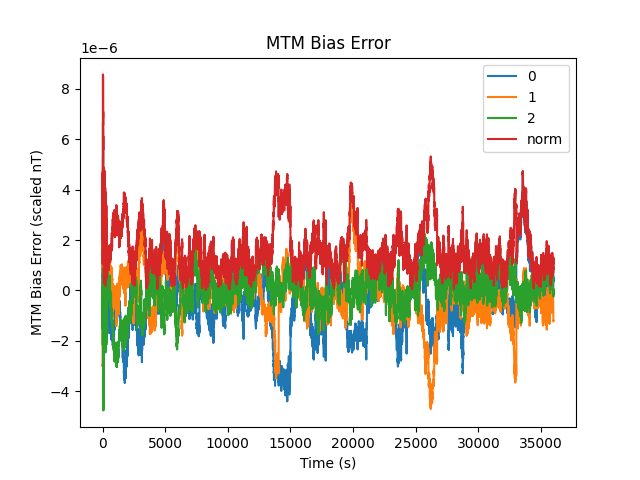 MTM Bias Error
1e−6
8
6
4
2
0
−2
−4
MTM Bias Error (scaled nT)
0
1
2
norm
0 5000 10000 15000 20000 25000 30000 35000
Time (s)